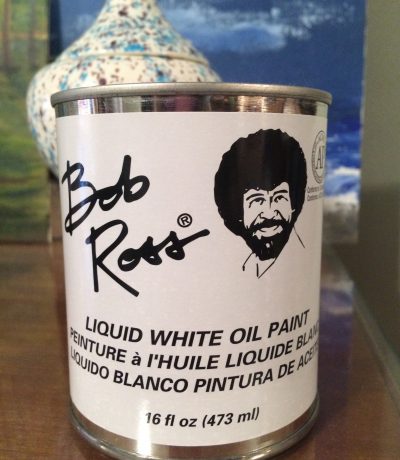 Bob
Ross®
LIQUID WHITE OIL PAINT
PEINTURE à l'HUILE LIQUIDE
LIQUIDO BLANCO PINTURA DE
16 fl oz (473 ml)